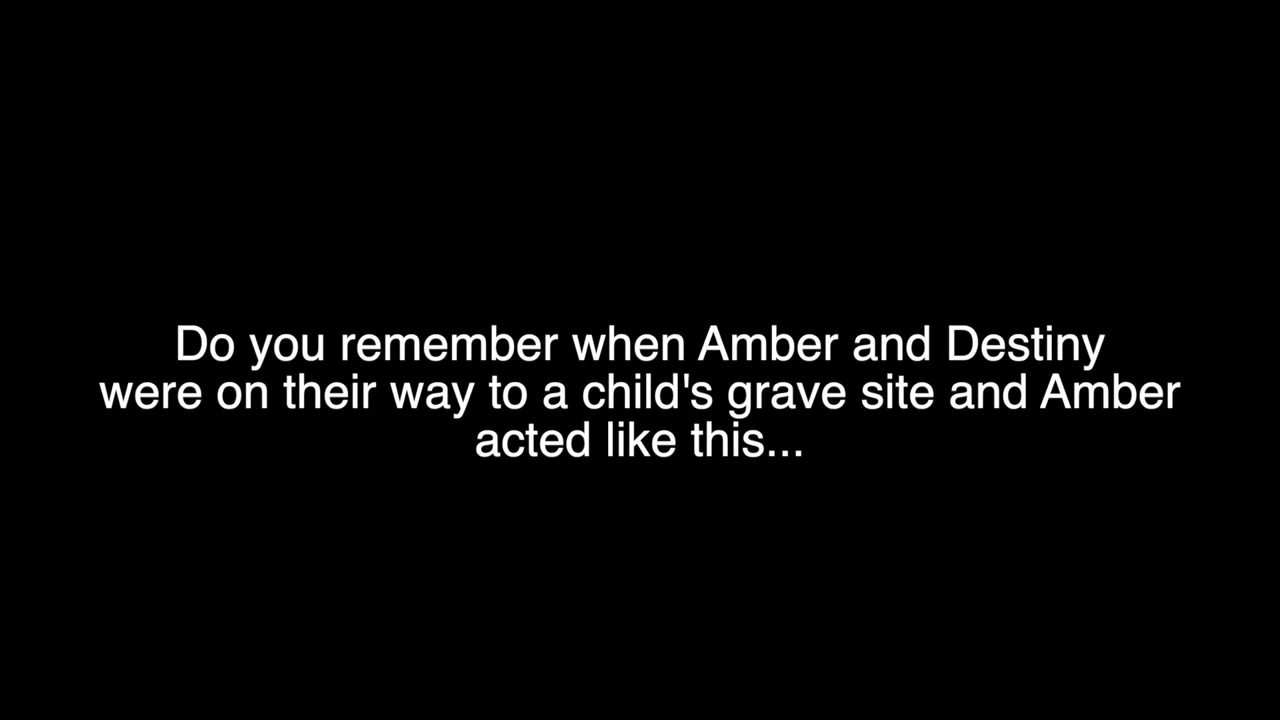 Do you remember when Amber and Destiny
were on their way to a child's grave site and Amber
acted like this...